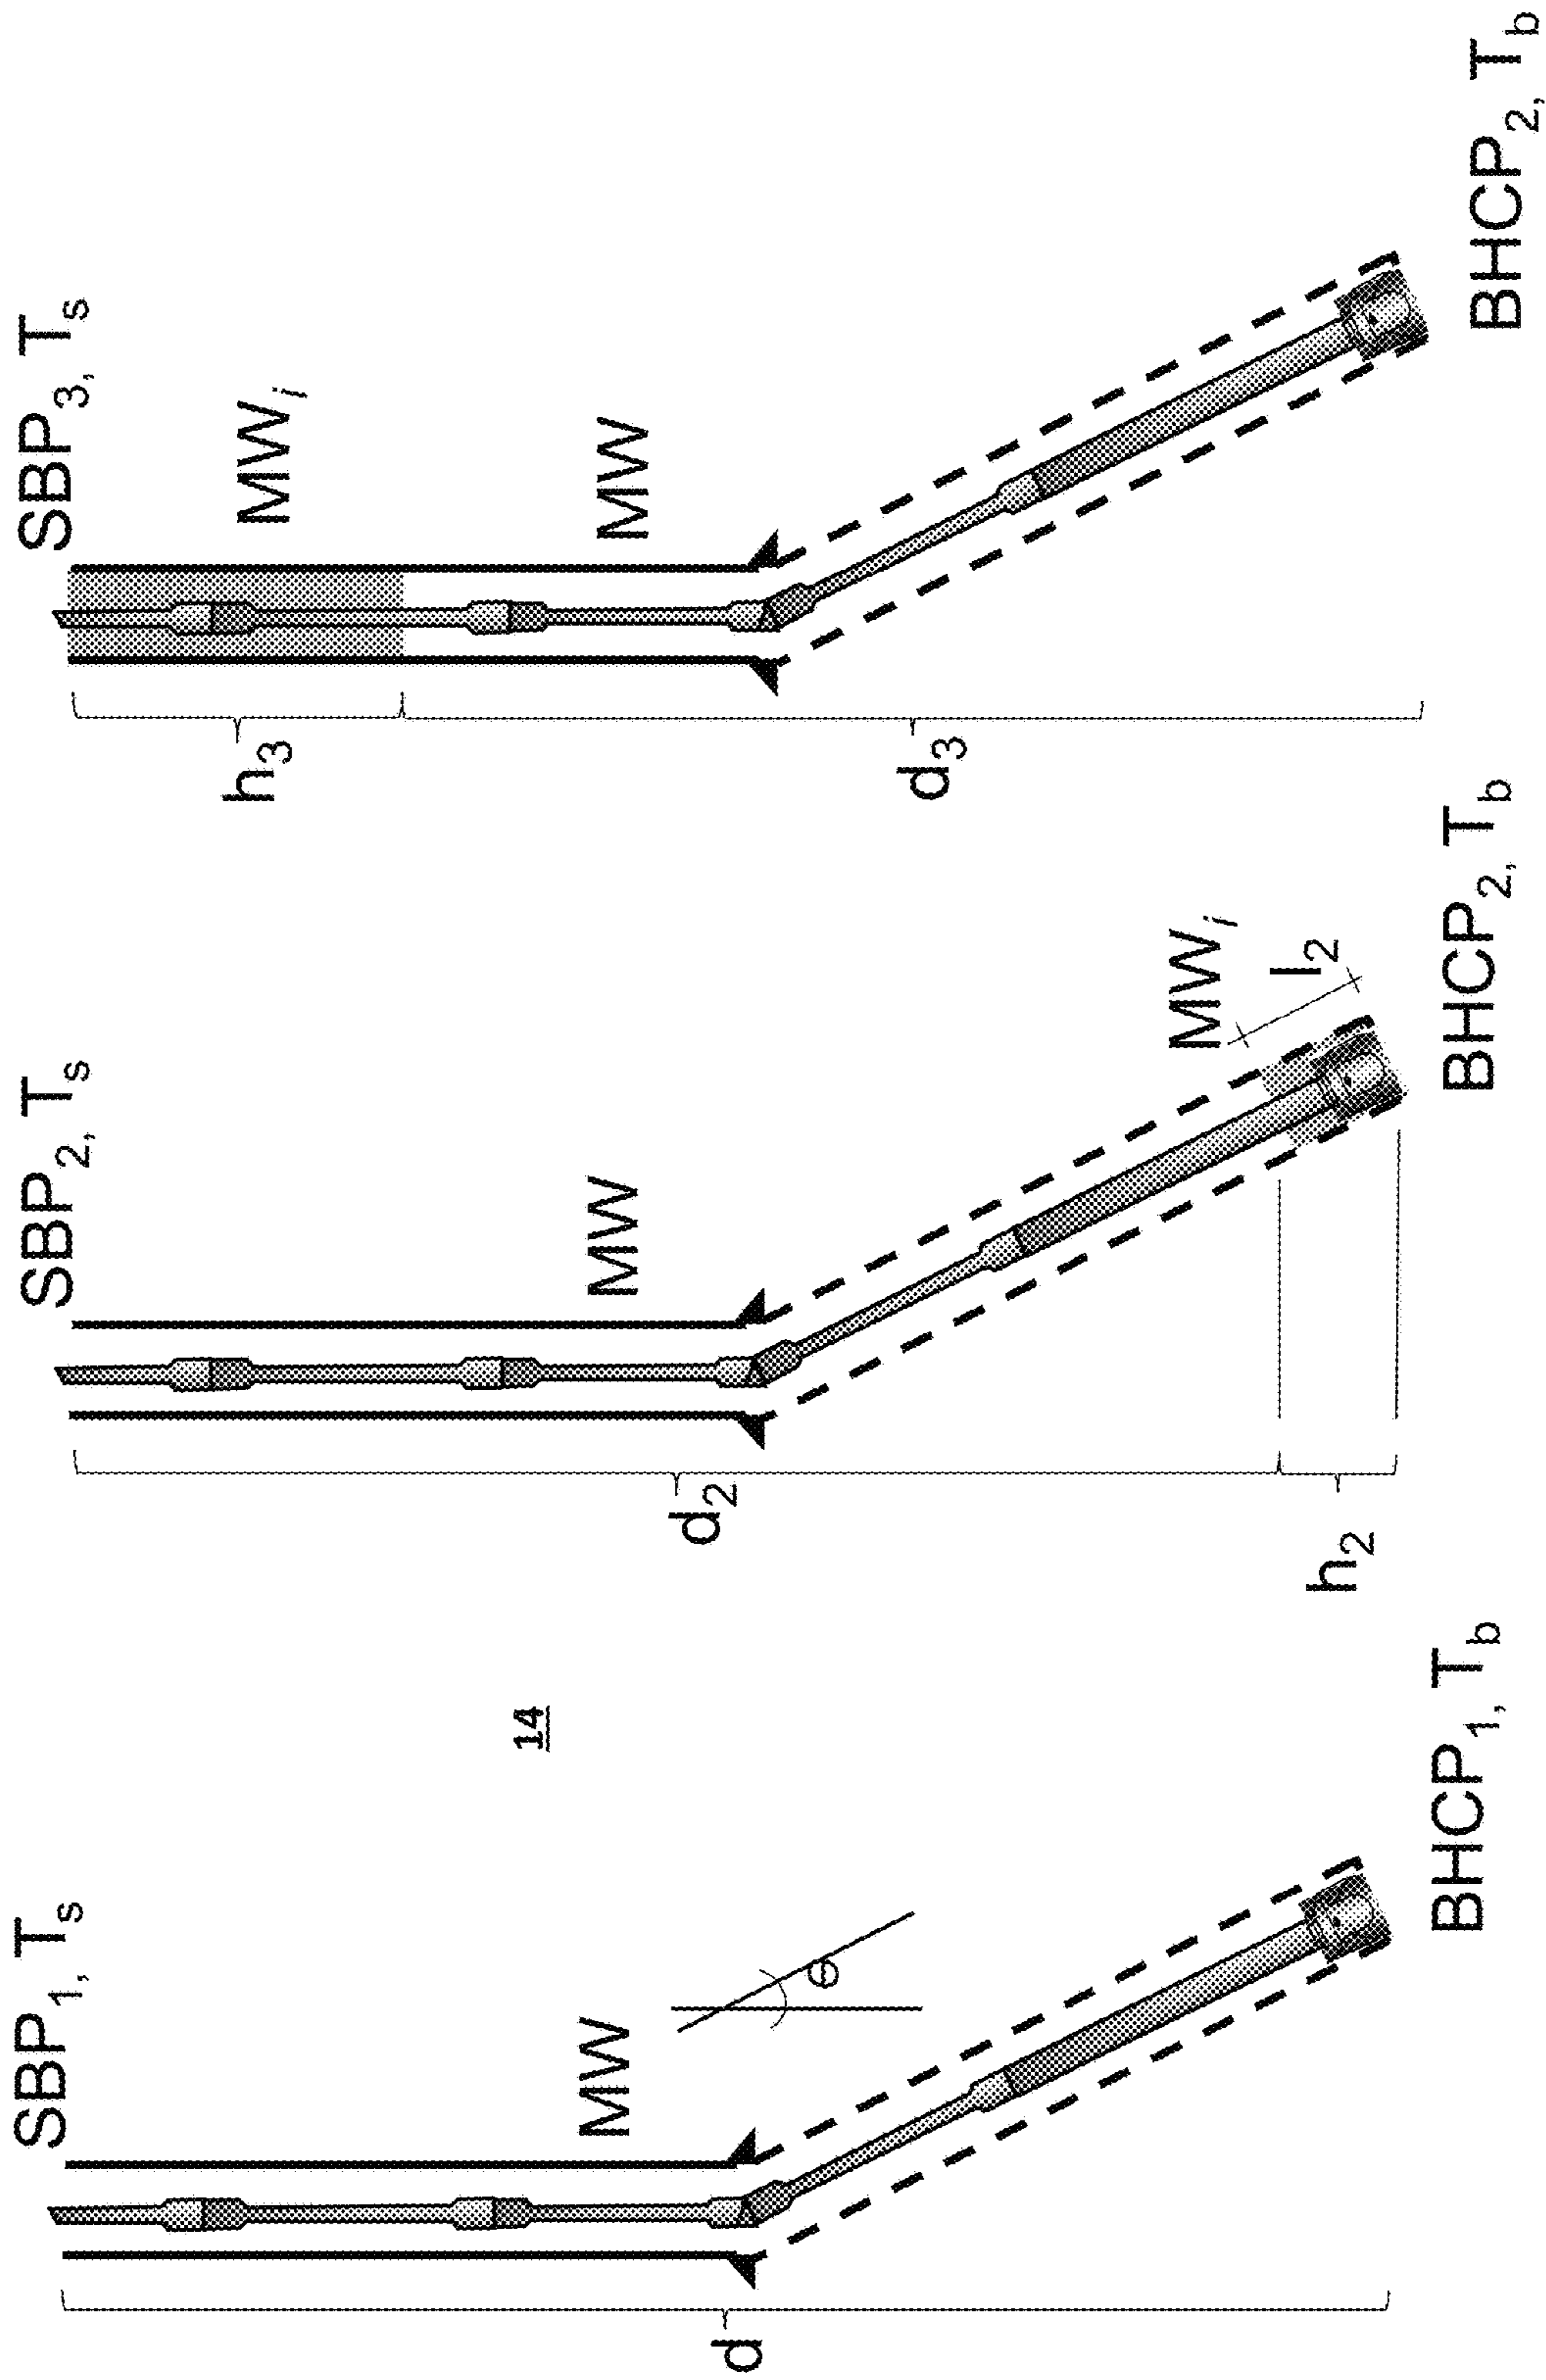 SBP1, Ts
d
MW
Θ
14
BHCP1, Tb
SBP2, Ts
d2
MW
h2
MWi
l2
BHCP2, Tb
SBP3, Ts
h3
MWi
MW
d3
BHCP2, Tb